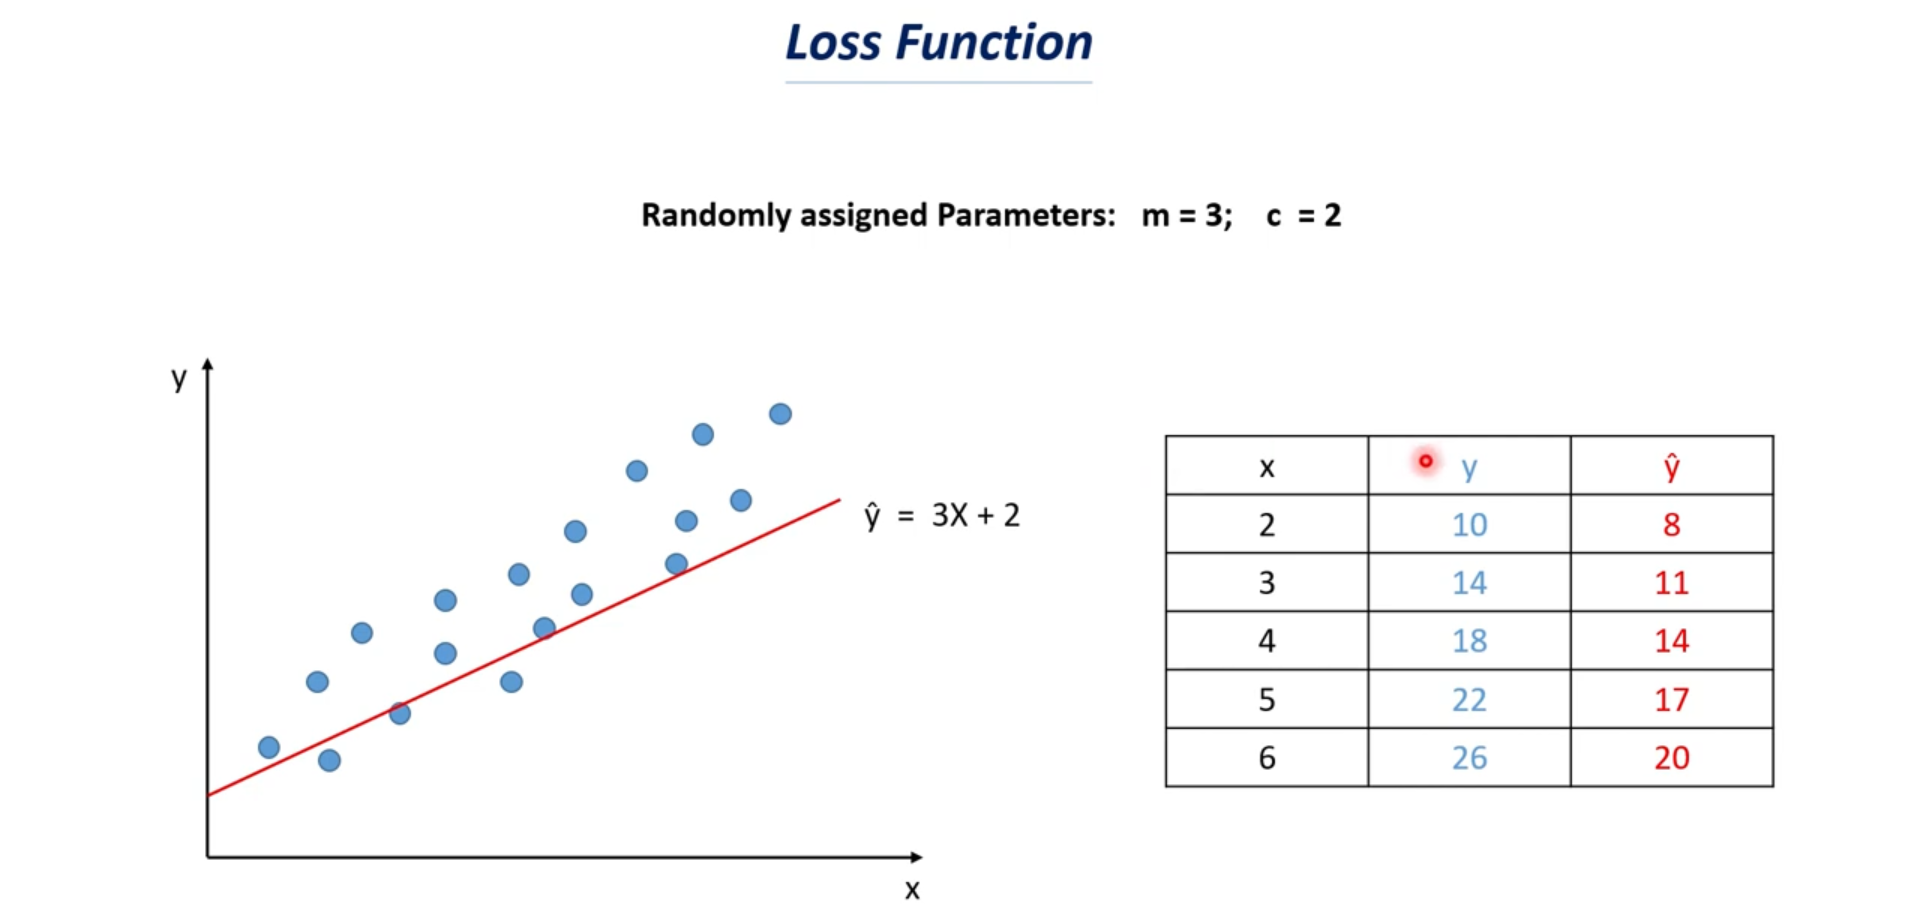 Loss Function
Randomly assigned Parameters: m = 3; c = 2
y
ŷ = 3X + 2
x
x y ŷ
2 10 8
3 14 11
4 18 14
5 22 17
6 26 20